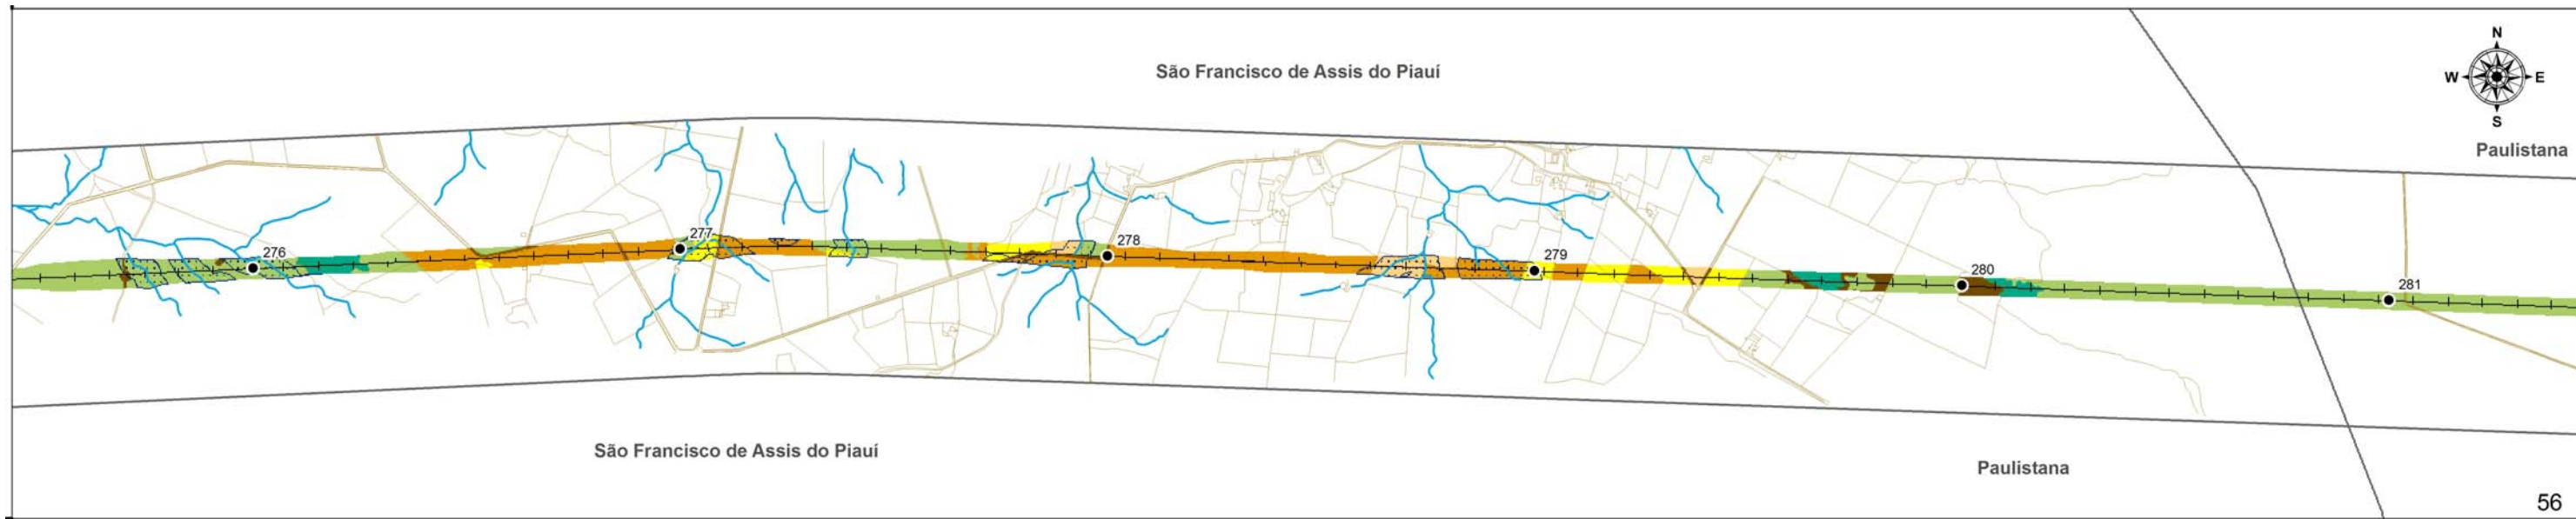 São Francisco de Assis do Piauí
N
W
E
S
Paulistana
276
277
278
279
280
281
São Francisco de Assis do Piauí
Paulistana
56